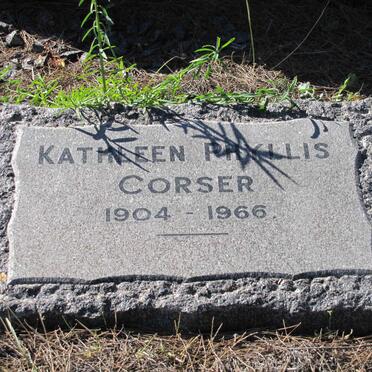 KATHLEEN PHYLLIS
CORSER
1904 - 1966.